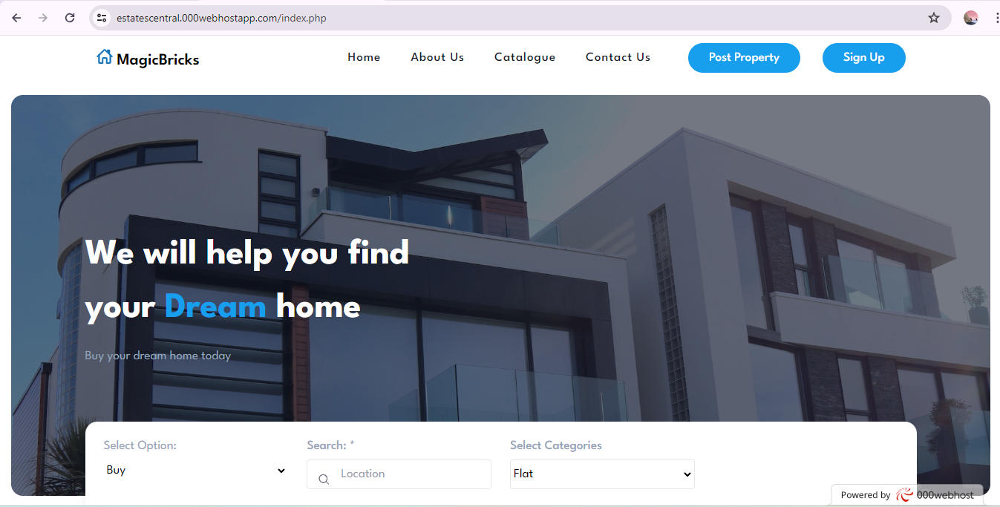 estatescentral.000webhostapp.com/index.php
MagicBricks
Home About Us Catalogue Contact Us Post Property Sign Up
We will help you find
your Dream home
Buy your dream home today
Select Option: Search: * Select Categories
Buy Location Flat
Powered by 000webhost